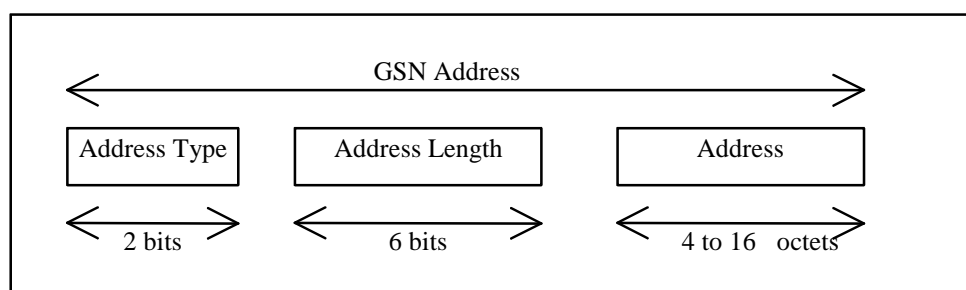 GSN Address
Address Type
Address Length
Address
2 bits
6 bits
4 to 16 octets